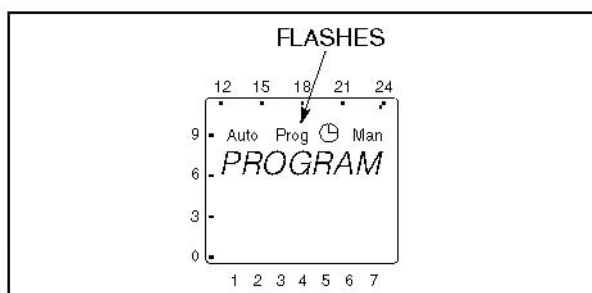 FLASHES
12 15 18 21 24
9 Auto Prog Man
PROGRAM
6
3
0
1 2 3 4 5 6 7